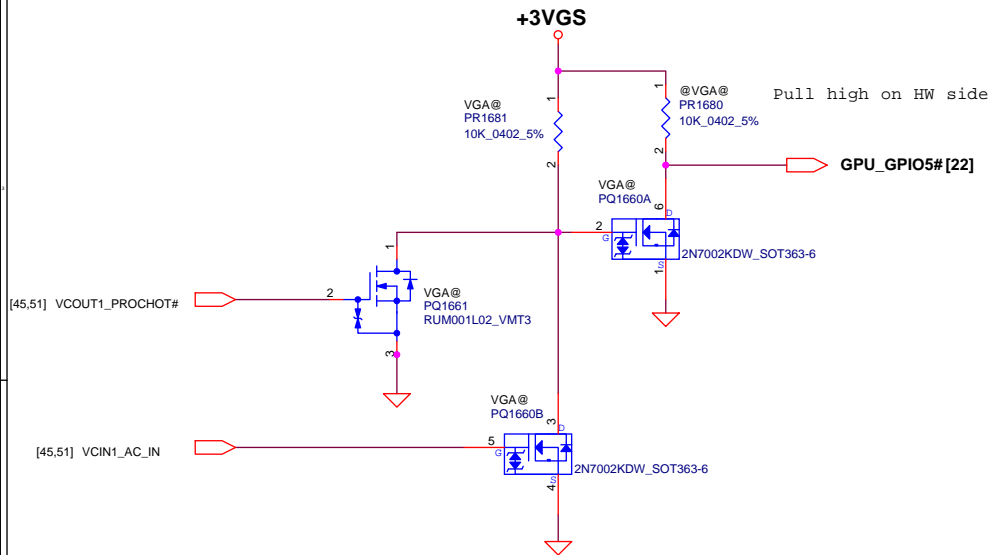 +3VGS
VGA@
PR1681
10K_0402_5%
1
2
@VGA@
PR1680
10K_0402_5%
1
2
Pull high on HW side
GPU_GPIO5# [22]
VGA@
PQ1660A
6
D
2
G
S
1
2N7002KDW_SOT363-6
[45,51] VCOUT1_PROCHOT#
1
2
3
VGA@
PQ1661
RUM001L02_VMT3
VGA@
PQ1660B
3
D
[45,51] VCIN1_AC_IN
5
G
S
4
2N7002KDW_SOT363-6